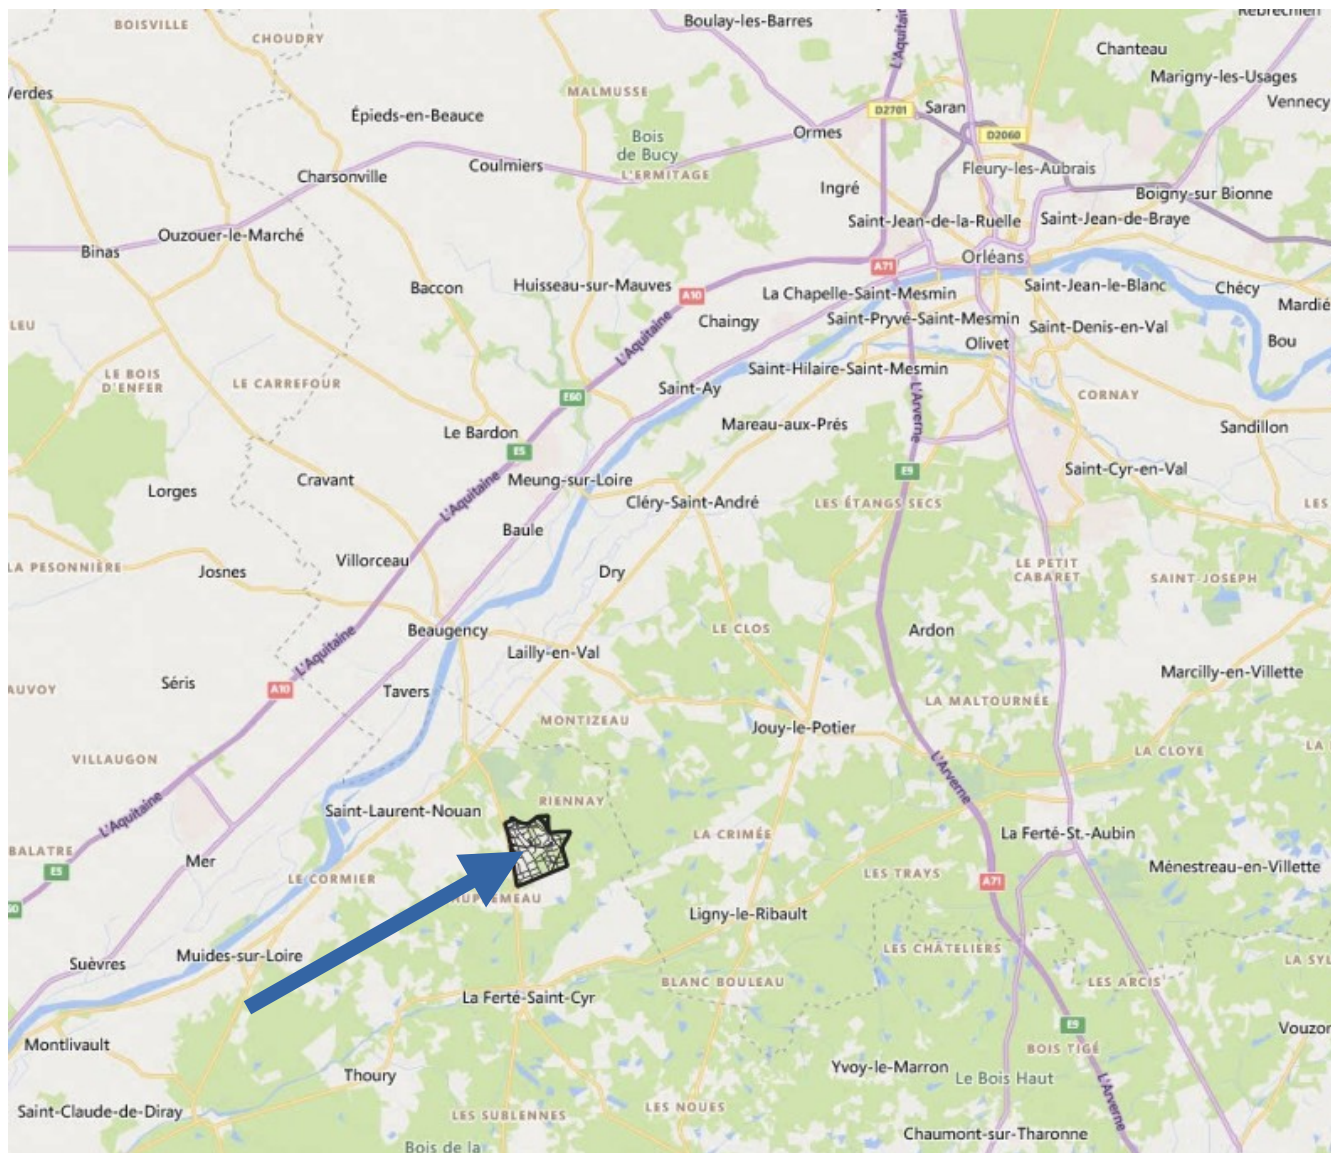 Boulay-les-Barres
L'Aquitaine
BOISVILLE
CHOUDRY
Chanteau
Marigny-les-Usages
Vennecy
MALMUSSE
Épieds-en-Beauce
D2701
Saran
Ormes
D2060
Bois
de Bucy
L'ERMITAGE
Coulmiers
Charsonville
Fleury-les-Aubrais
Ingré
Boigny-sur Bionne
Saint-Jean-de-la-Ruelle
Saint-Jean-de-Braye
Ouzouer-le-Marché
Binas
Orléans
A71
Baccon
Huisseau-sur-Mauves
A10
La Chapelle-Saint-Mesmin
Saint-Jean-le-Blanc
Chécy
Mardié
Chaingy
Saint-Pryvé-Saint-Mesmin
Saint-Denis-en-Val
LEU
L'Aquitaine
Olivet
Bou
LE BOIS
D'ENFER
LE CARREFOUR
Saint-Hilaire-Saint-Mesmin
E60
Saint-Ay
L'Arverne
CORNAY
Mareau-aux-Prés
Sandillon
Le Bardon
E5
E9
Saint-Cyr-en-Val
Lorges
Cravant
L'Aquitaine
Meung-sur-Loire
Cléry-Saint-André
LES ÉTANGS SECS
LES
Baule
Villorceau
LA PESONNIÈRE
Josnes
Dry
LE PETIT
CABARET
SAINT-JOSEPH
Beaugency
LE CLOS
Ardon
L'Aquitaine
Lailly-en-Val
Marcilly-en-Villette
Séris
A10
Tavers
AUVOY
LA MALTOURNÉE
MONTIZEAU
Jouy-le-Potier
VILLAUGON
LA CLOYE
LA
L'Arverne
L'Aquitaine
Saint-Laurent-Nouan
RIENNAY
LA CRIMÉE
La Ferté-St.-Aubin
BALATRE
E5
Mer
LE CORMIER
LES TRAYS
A71
Ménestreau-en-Villette
60
Ligny-le-Ribault
Suèvres
Muides-sur-Loire
LES CHÂTELIERS
LA SYL
BLANC BOULEAU
LES ARCIS
La Ferté-Saint-Cyr
E9
Vouzon
Montlivault
BOIS TIGÉ
Thoury
Yvoy-le-Marron
Le Bois Haut
L'Arverne
Saint-Claude-de-Diray
LES SUBLENNES
LES NOUES
Chaumont-sur-Tharonne
Bois de la